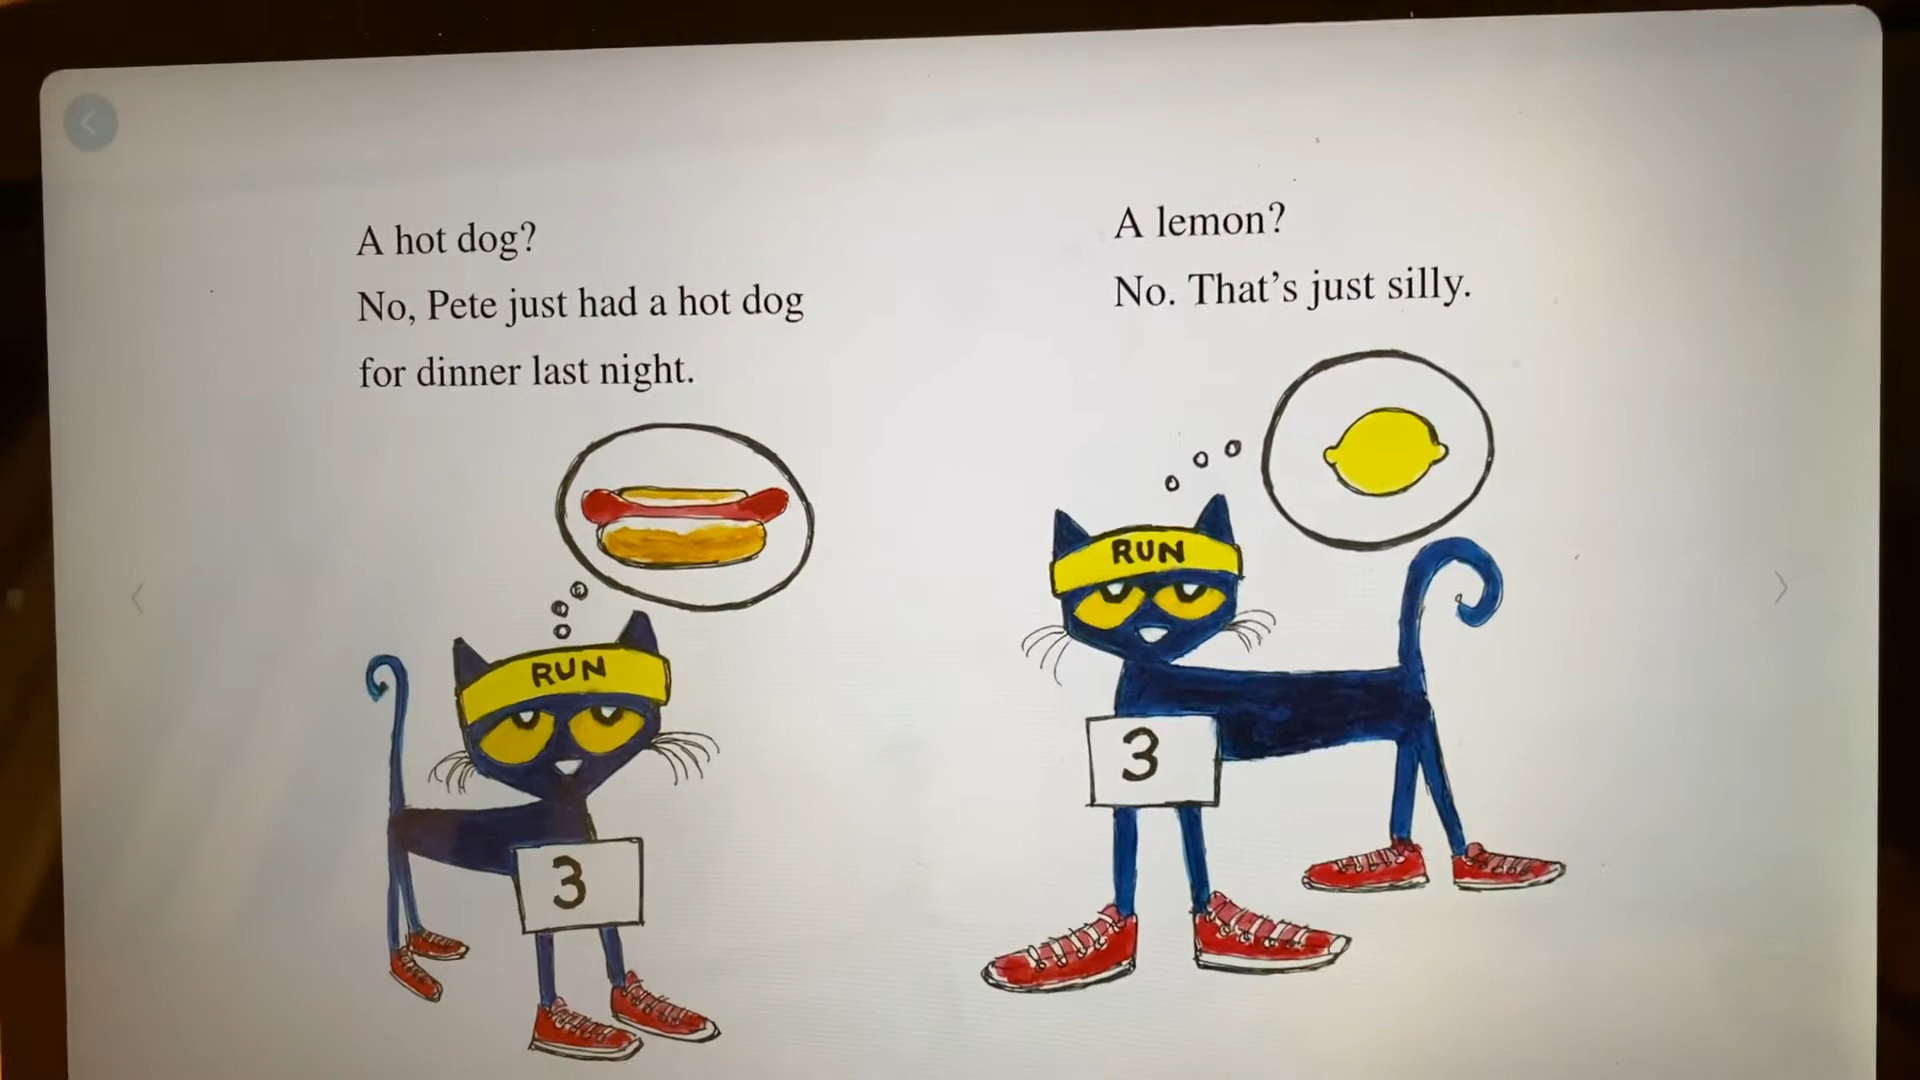 A hot dog?
No, Pete just had a hot dog
for dinner last night.
RUN
3
A lemon?
No. That's just silly.
RUN
3